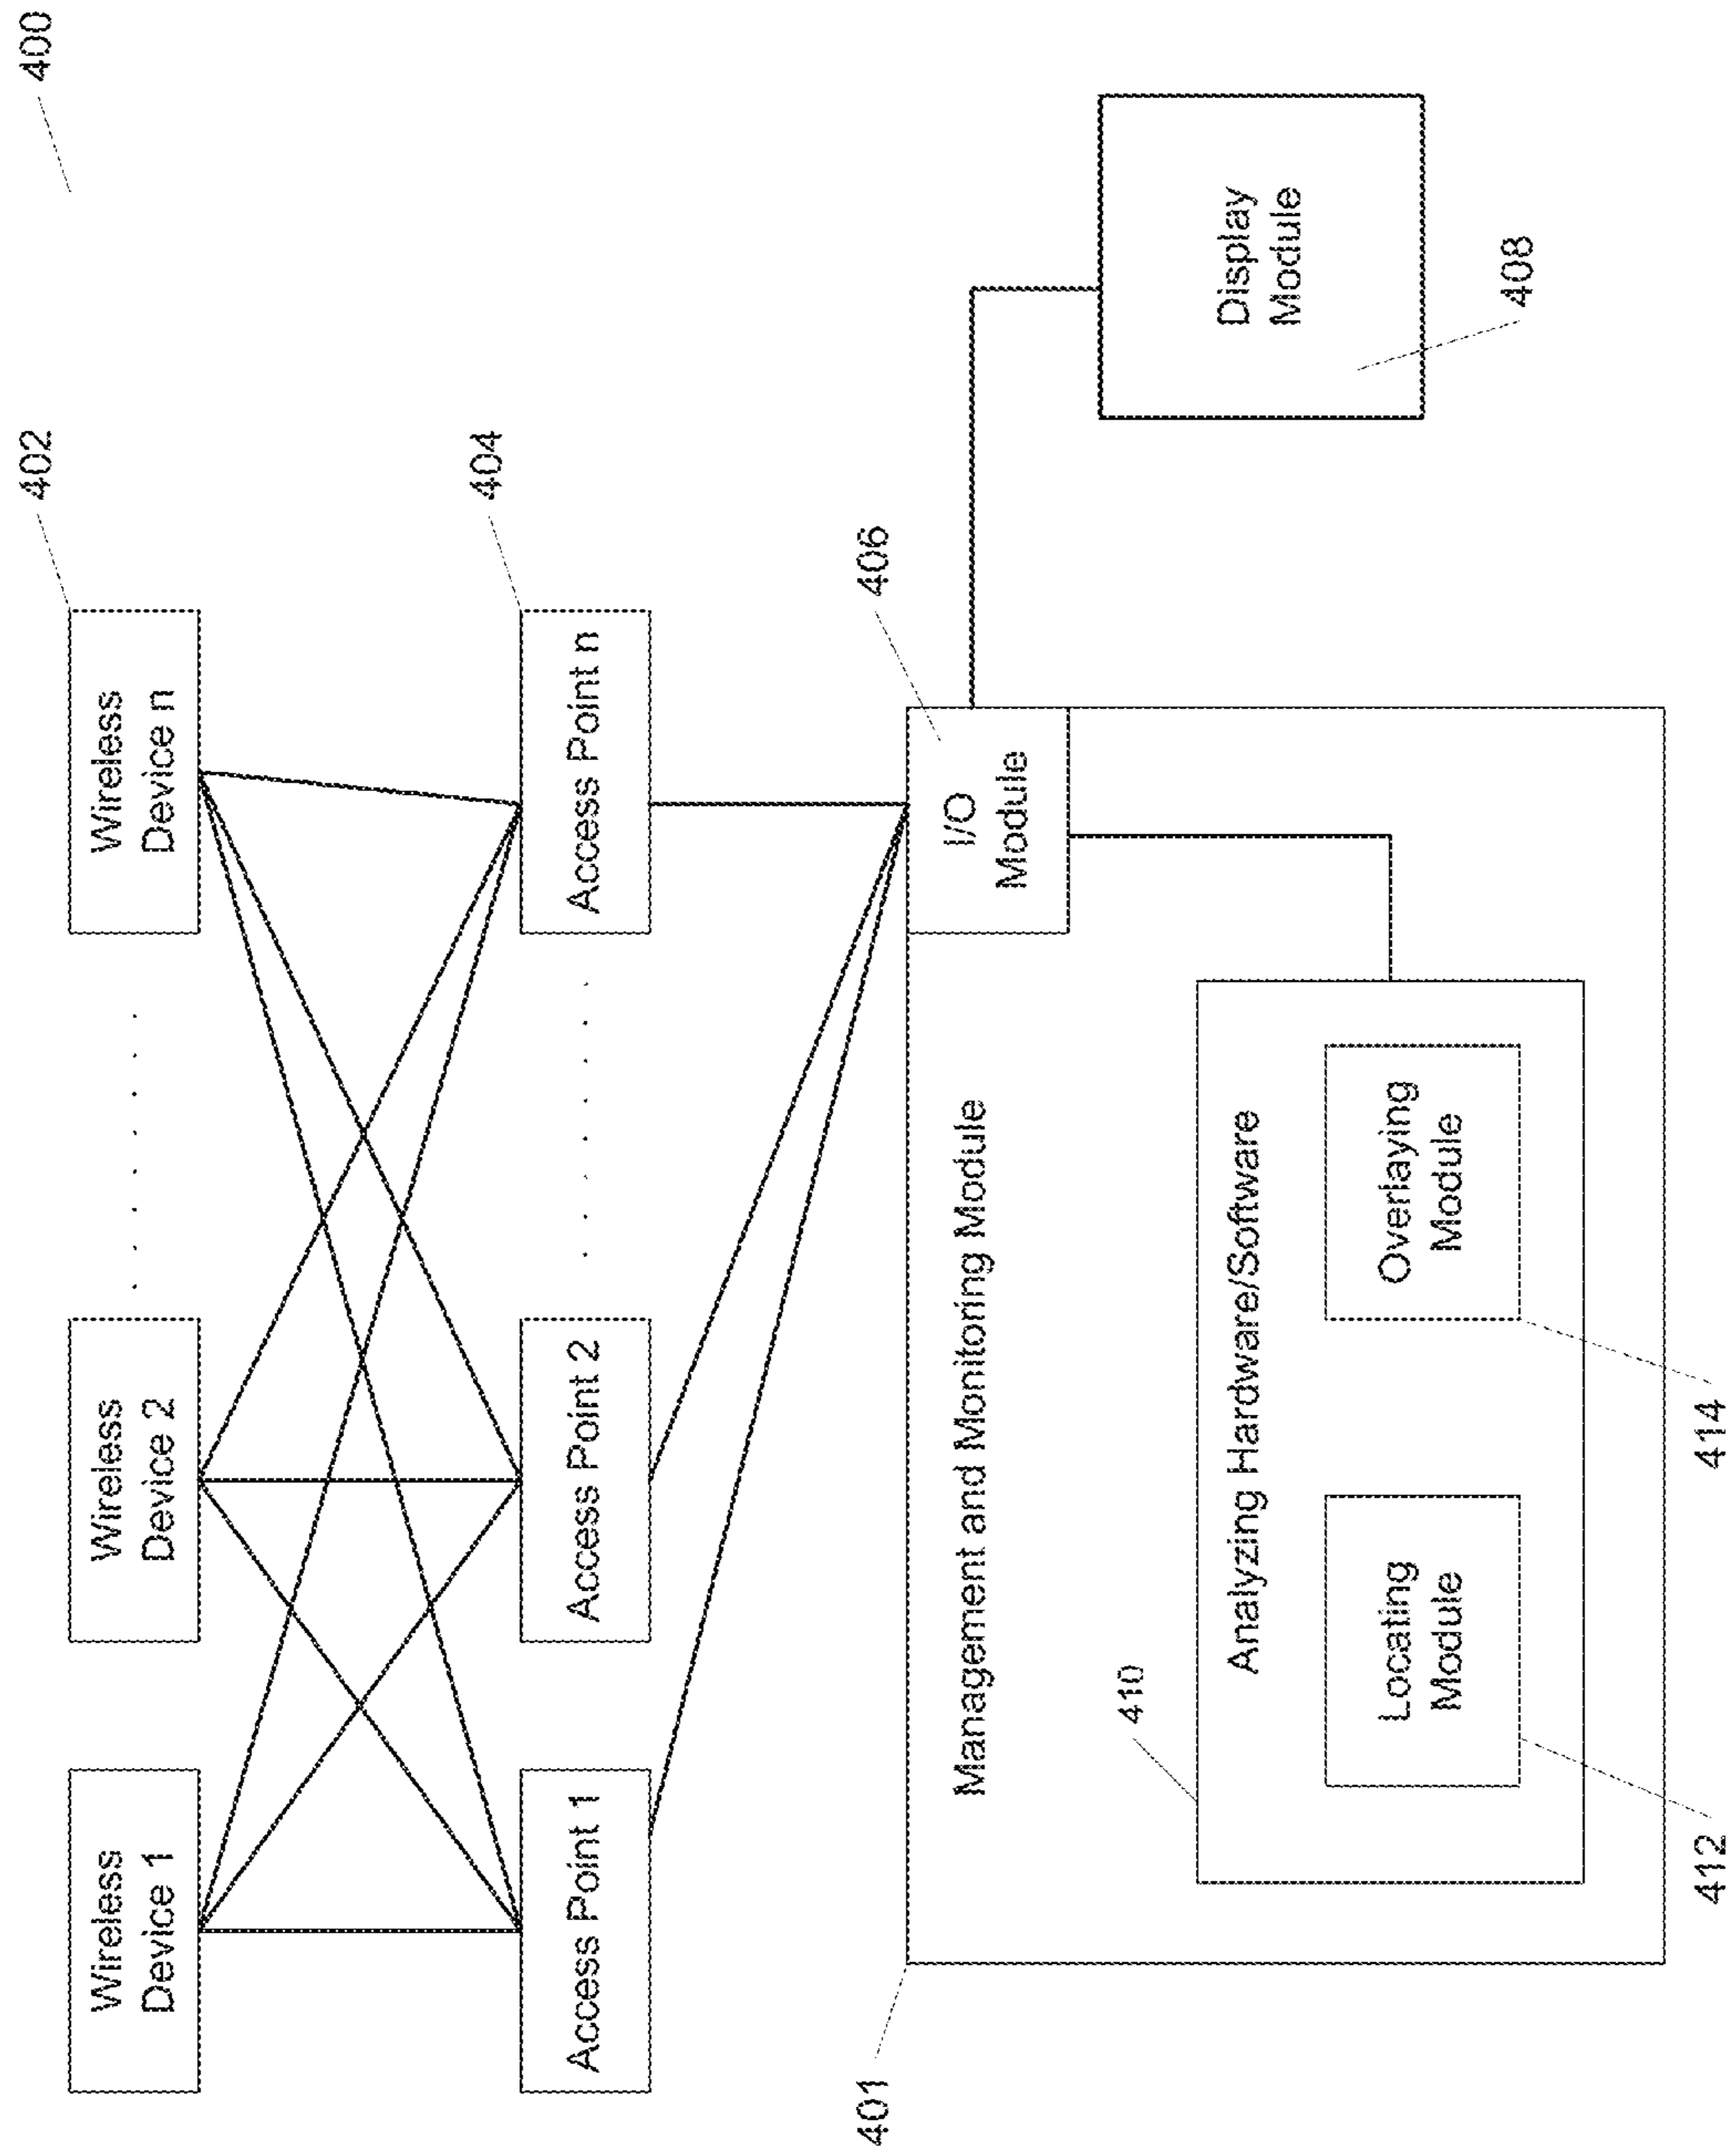 400
402
Wireless
Device 1
Wireless
Device 2
. . . . . . . .
Wireless
Device n
404
Access Point 1
Access Point 2
. . . . . . . .
Access Point n
401
406
Management and Monitoring Module
I/O
Module
410
Analyzing Hardware/Software
Locating
Module
Overlaying
Module
412
414
Display
Module
408